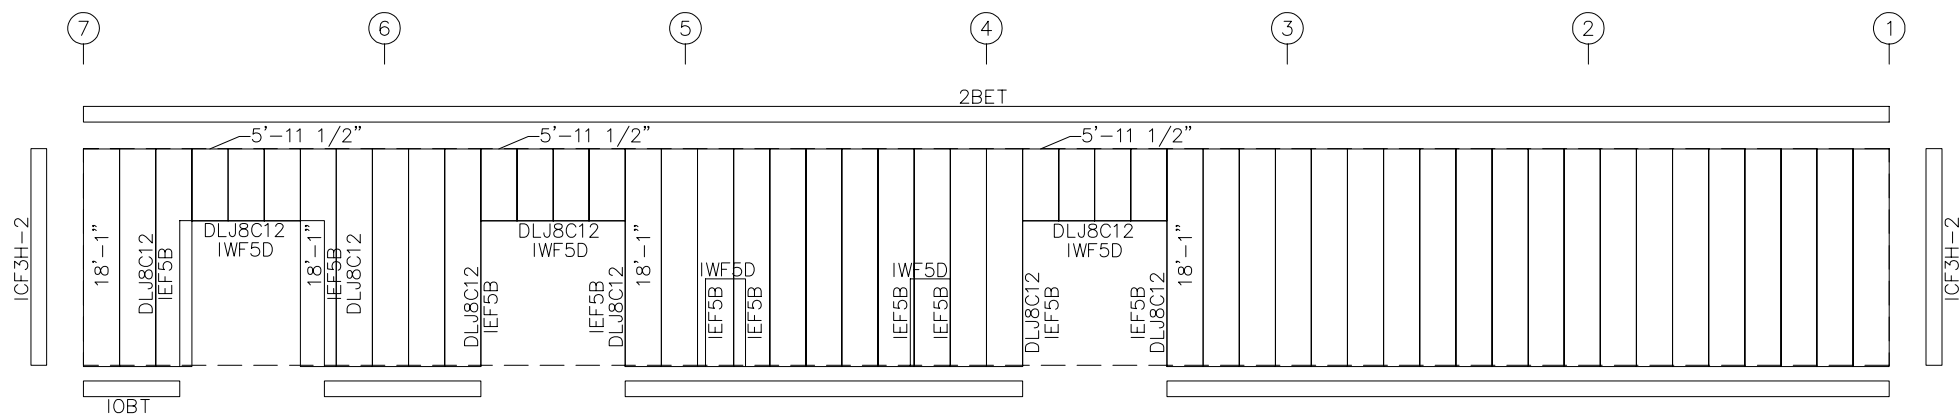 7
6
5
4
3
2
1
2BET
5'-11 1/2"
5'-11 1/2"
5'-11 1/2"
ICF3H-2
18'-1"
DLJ8C12
IEF5B
DLJ8C12
IWF5D
18'-1"
IEF5B
DLJ8C12
DLJ8C12
IEF5B
DLJ8C12
IWF5D
IEF5B
DLJ8C12
18'-1"
IWF5D
IEF5B
IEF5B
IWF5D
IEF5B
IEF5B
DLJ8C12
IEF5B
DLJ8C12
IWF5D
IEF5B
DLJ8C12
18'-1"
ICF3H-2
IOBT